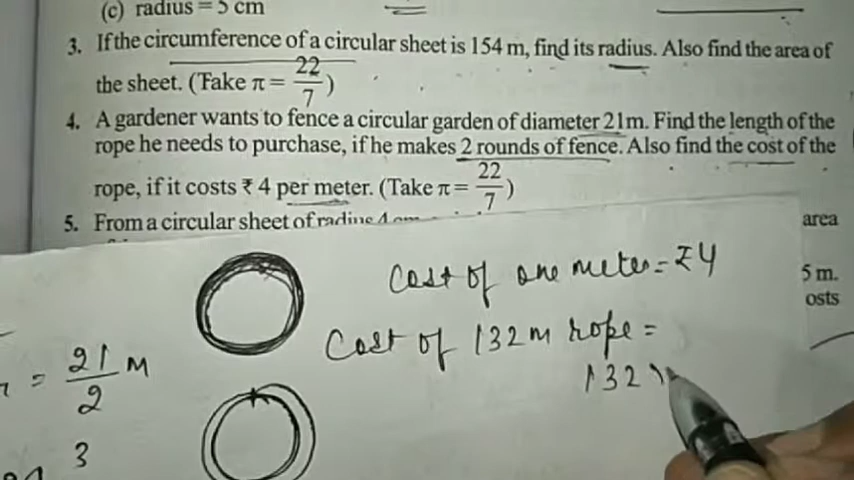 (c) radius = 5 cm
3. If the circumference of a circular sheet is 154 m, find its radius. Also find the area of
the sheet. (Take π = 22/7)
4. A gardener wants to fence a circular garden of diameter 21m. Find the length of the
rope he needs to purchase, if he makes 2 rounds of fence. Also find the cost of the
rope, if it costs ₹ 4 per meter. (Take π = 22/7)
5. From a circular sheet of radius 4 cm
area
5 m.
osts
Cost of one meter = ₹4
Cost of 132m rope =
132 ×
= 21/2 m
3